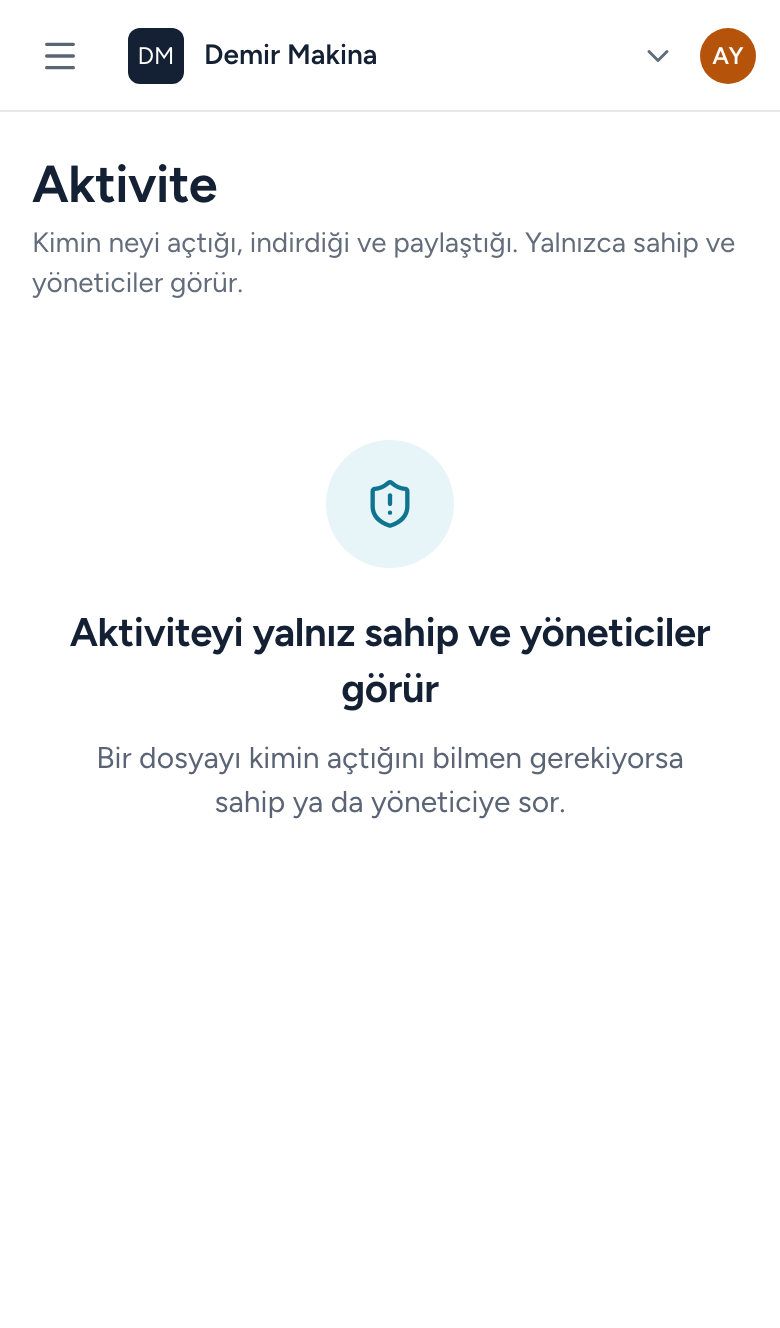 DM Demir Makina AY
Aktivite
Kimin neyi açtığı, indirdiği ve paylaştığı. Yalnızca sahip ve
yöneticiler görür.
Aktiviteyi yalnız sahip ve yöneticiler
görür
Bir dosyayı kimin açtığını bilmen gerekiyorsa
sahip ya da yöneticiye sor.